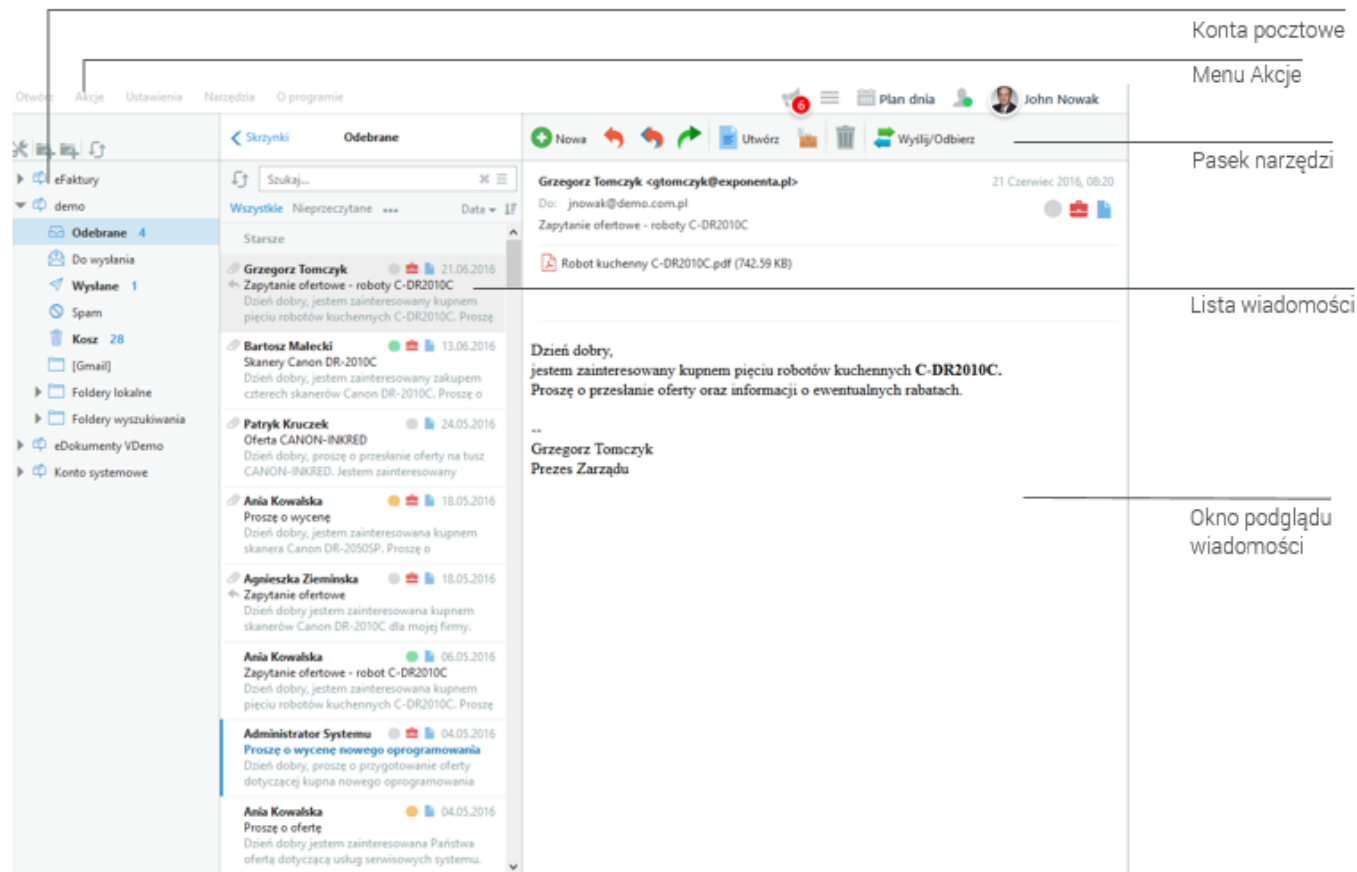 Konta pocztowe
Menu Akcje
Otwórz Akcje Ustawienia Narzędzia O programie
6 Plan dnia John Nowak
Skrzynki Odebrane
Nowa Utwórz Wyślij/Odbierz
Pasek narzędzi
eFaktury
demo
Odebrane 4
Do wysłania
Wysłane 1
Spam
Kosz 28
[Gmail]
Foldery lokalne
Foldery wyszukiwania
eDokumenty VDemo
Konto systemowe
Szukaj...
Wszystkie Nieprzeczytane ••• Data
Starsze
Grzegorz Tomczyk 21.06.2016
Zapytanie ofertowe - roboty C-DR2010C
Dzień dobry, jestem zainteresowany kupnem
pięciu robotów kuchennych C-DR2010C. Proszę
Bartosz Małecki 13.06.2016
Skanery Canon DR-2010C
Dzień dobry, jestem zainteresowany zakupem
czterech skanerów Canon DR-2010C. Proszę o
Patryk Kruczek 24.05.2016
Oferta CANON-INKRED
Dzień dobry, proszę o przesłanie oferty na tusz
CANON-INKRED. Jestem zainteresowany
Ania Kowalska 18.05.2016
Proszę o wycenę
Dzień dobry, jestem zainteresowana kupnem
skanera Canon DR-2050SP. Proszę o
Agnieszka Zieminska 18.05.2016
Zapytanie ofertowe
Dzień dobry jestem zainteresowana kupnem
skanerów Canon DR-2010C dla mojej firmy.
Ania Kowalska 06.05.2016
Zapytanie ofertowe - robot C-DR2010C
Dzień dobry, jestem zainteresowana kupnem
pięciu robotów kuchennych C-DR2010C. Proszę
Administrator Systemu 04.05.2016
Proszę o wycenę nowego oprogramowania
Dzień dobry, proszę o przygotowanie oferty
dotyczącej kupna nowego oprogramowania
Ania Kowalska 04.05.2016
Proszę o ofertę
Dzień dobry jestem zainteresowana Państwa
ofertą dotyczącą usług serwisowych systemu.
Grzegorz Tomczyk <gtomczyk@exponenta.pl> 21 Czerwiec 2016, 08:20
Do: jnowak@demo.com.pl
Zapytanie ofertowe - roboty C-DR2010C
Robot kuchenny C-DR2010C.pdf (742.59 KB)
Dzień dobry,
jestem zainteresowany kupnem pięciu robotów kuchennych C-DR2010C.
Proszę o przesłanie oferty oraz informacji o ewentualnych rabatach.
--
Grzegorz Tomczyk
Prezes Zarządu
Lista wiadomości
Okno podglądu
wiadomości